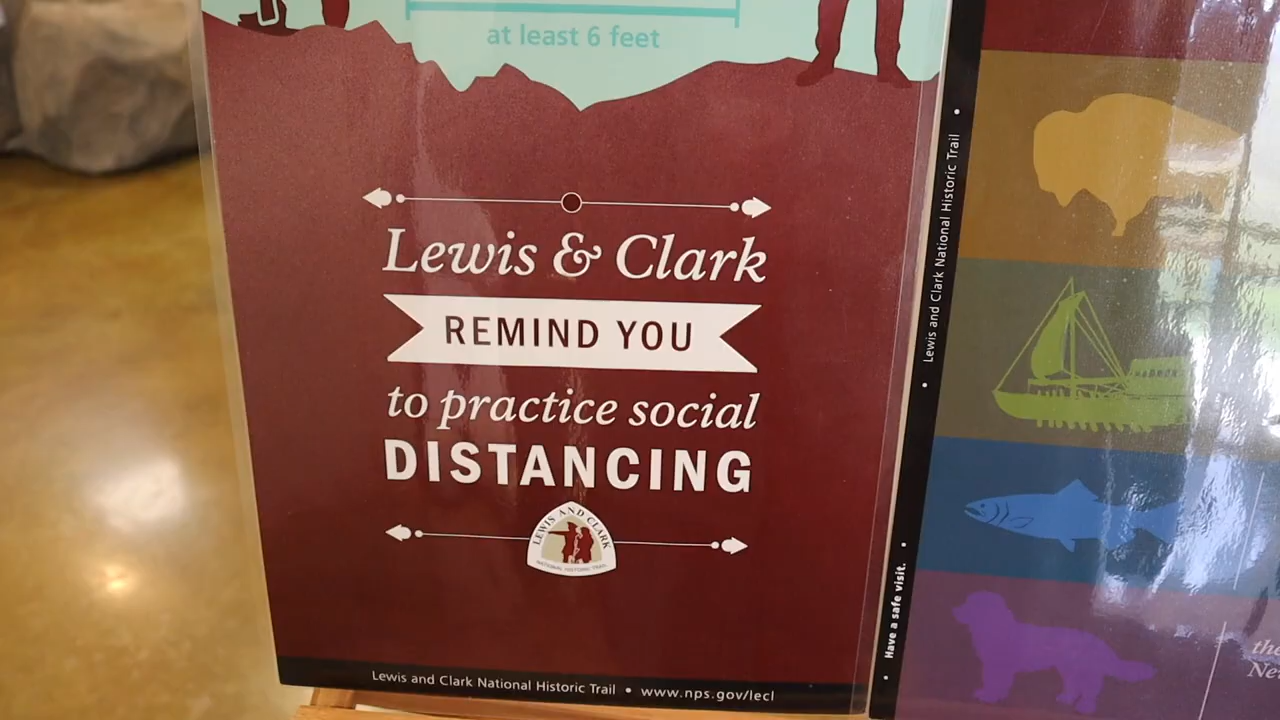 at least 6 feet
Lewis & Clark
REMIND YOU
to practice social
DISTANCING
LEWIS AND CLARK
NATIONAL HISTORIC TRAIL
Lewis and Clark National Historic Trail • www.nps.gov/lecl
• Have a safe visit. • • Lewis and Clark National Historic Trail •
the